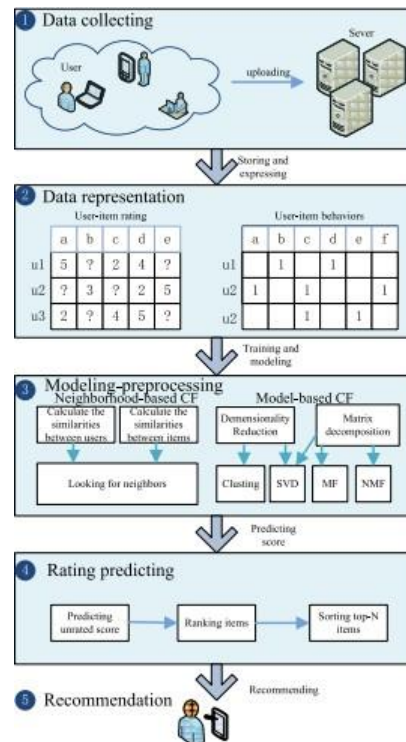 1 Data collecting
User
Sever
uploading
Storing and
expressing
2 Data representation
User-item rating
User-item behaviors
a b c d e
u1 5 ? 2 4 ?
u2 ? 3 ? 2 5
u3 2 ? 4 5 ?
a b c d e f
u1 1 1
u2 1 1 1
u2 1 1
Training and
modeling
3 Modeling-preprocessing
Neighborhood-based CF
Model-based CF
Calculate the
similarities
between users
Calculate the
similarities
between items
Looking for neighbors
Demensionality
Reduction
Matrix
decomposition
Clusting
SVD
MF
NMF
Predicting
score
4 Rating predicting
Predicting
unrated score
Ranking items
Sorting top-N
items
Recommending
5 Recommendation